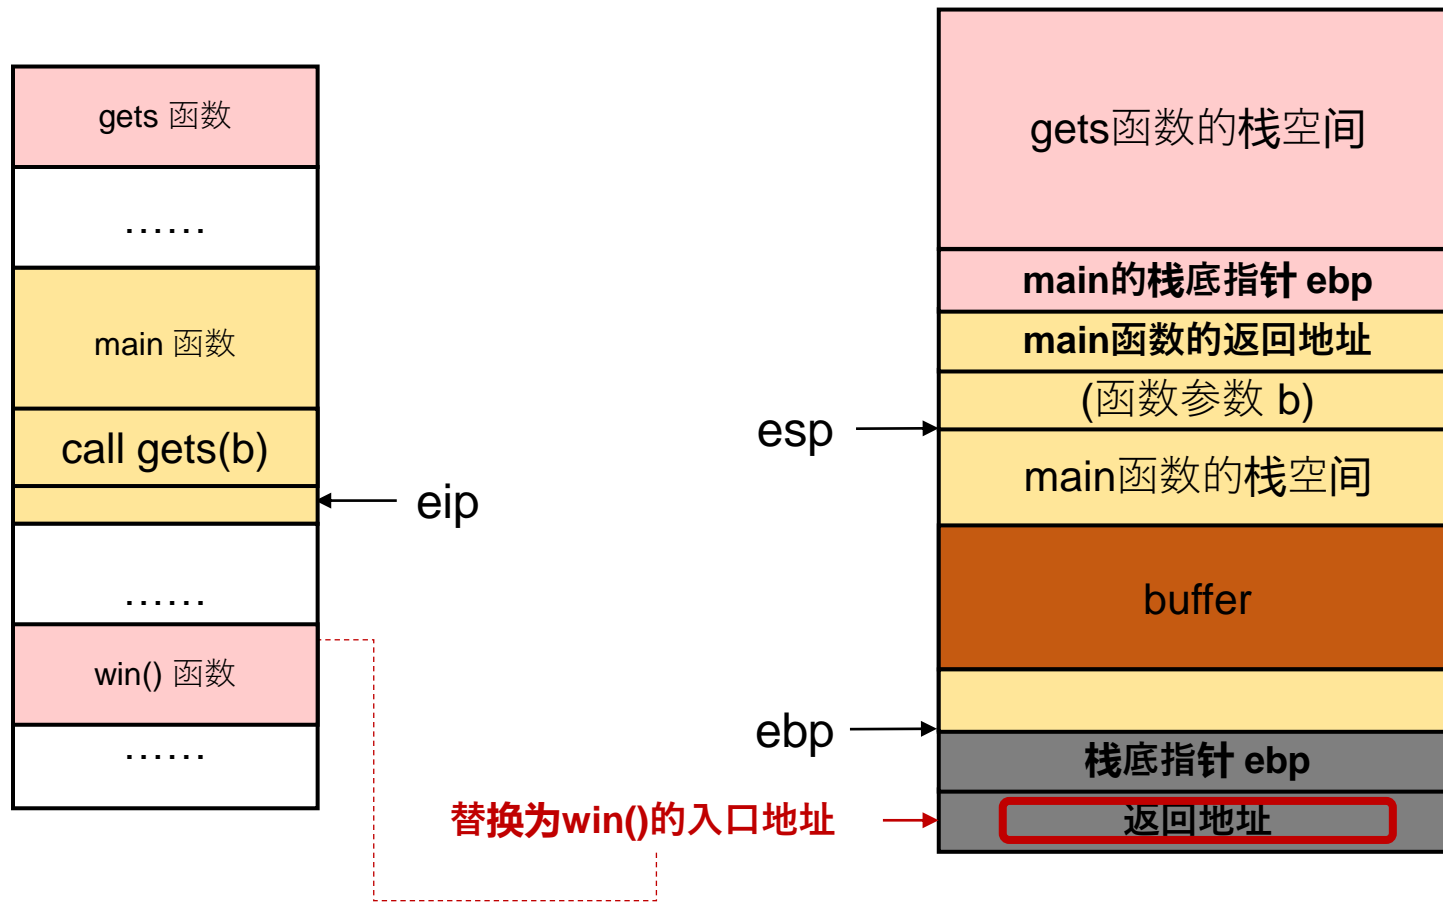 gets 函数
……
main 函数
call gets(b)
eip
……
win() 函数
……
gets函数的栈空间
main的栈底指针 ebp
main函数的返回地址
(函数参数 b)
esp
main函数的栈空间
buffer
ebp
栈底指针 ebp
替换为win()的入口地址
返回地址